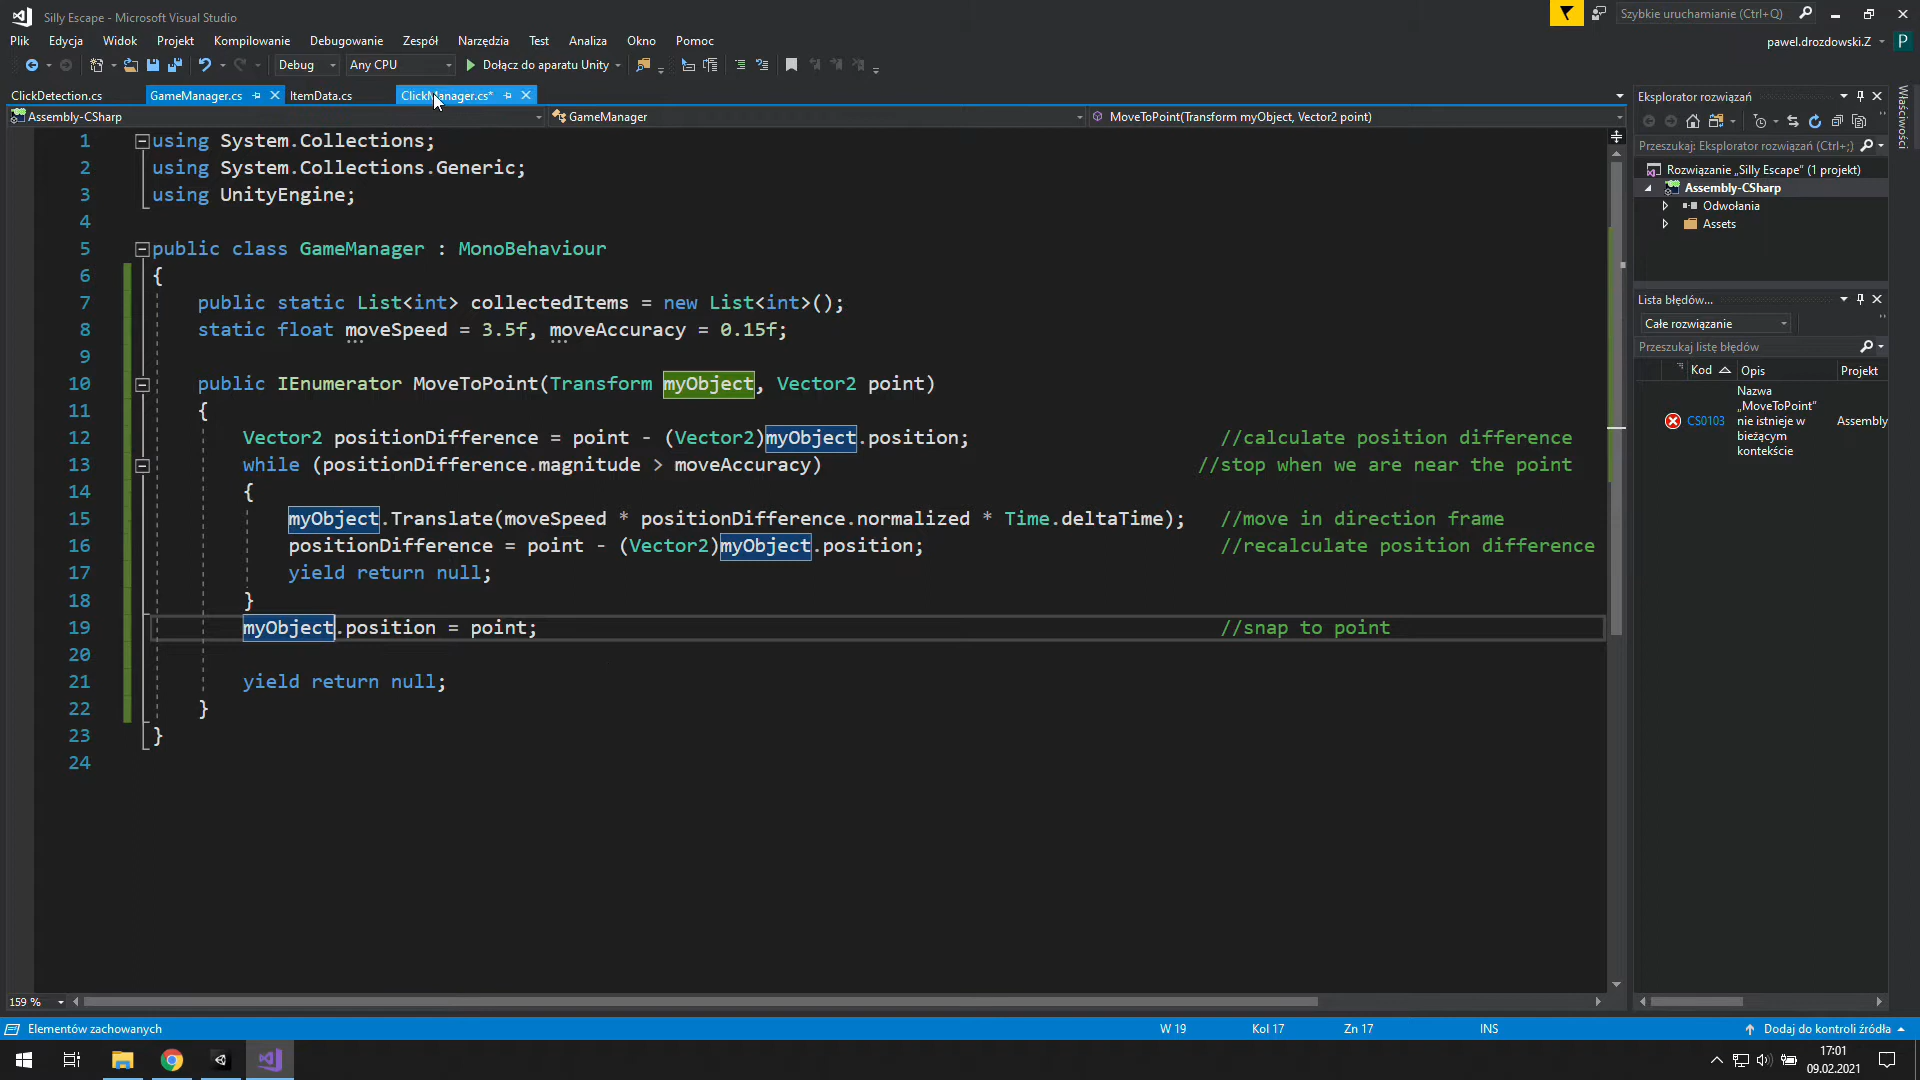 Silly Escape - Microsoft Visual Studio
Szybkie uruchamianie (Ctrl+Q)
Plik Edycja Widok Projekt Kompilowanie Debugowanie Zespół Narzędzia Test Analiza Okno Pomoc
pawel.drozdowski.Z P
Debug Any CPU Dołącz do aparatu Unity
ClickDetection.cs GameManager.cs ItemData.cs ClickManager.cs*
Assembly-CSharp GameManager MoveToPoint(Transform myObject, Vector2 point)
1 using System.Collections;
2 using System.Collections.Generic;
3 using UnityEngine;
4
5 public class GameManager : MonoBehaviour
6 {
7 public static List<int> collectedItems = new List<int>();
8 static float moveSpeed = 3.5f, moveAccuracy = 0.15f;
9
10 public IEnumerator MoveToPoint(Transform myObject, Vector2 point)
11 {
12 Vector2 positionDifference = point - (Vector2)myObject.position; //calculate position difference
13 while (positionDifference.magnitude > moveAccuracy) //stop when we are near the point
14 {
15 myObject.Translate(moveSpeed * positionDifference.normalized * Time.deltaTime); //move in direction frame
16 positionDifference = point - (Vector2)myObject.position; //recalculate position difference
17 yield return null;
18 }
19 myObject.position = point; //snap to point
20
21 yield return null;
22 }
23 }
24
159 %
Eksplorator rozwiązań
Przeszukaj: Eksplorator rozwiązań (Ctrl+;)
Rozwiązanie „Silly Escape” (1 projekt)
Assembly-CSharp
Odwołania
Assets
Właściwości
Lista błędów...
Całe rozwiązanie
Przeszukaj listę błędów
Kod Opis Projekt
CS0103 Nazwa „MoveToPoint” nie istnieje w bieżącym kontekście Assembly
Elementów zachowanych W 19 Kol 17 Zn 17 INS Dodaj do kontroli źródła
17:01
09.02.2021